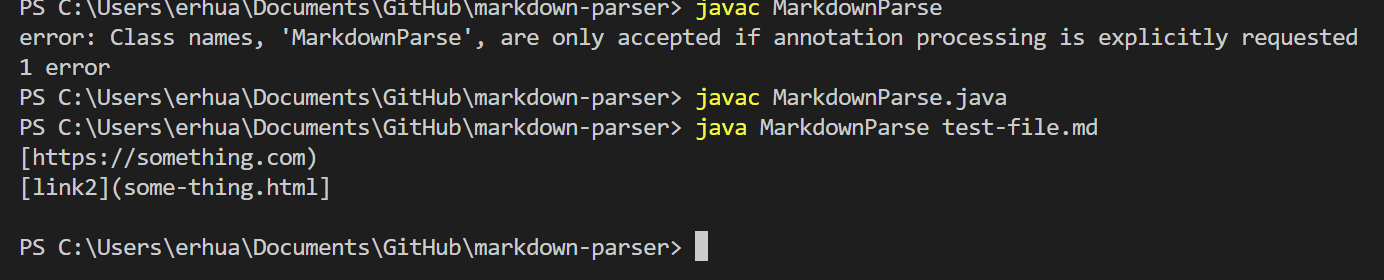 PS C:\Users\erhua\Documents\GitHub\markdown-parser> javac MarkdownParse
error: Class names, 'MarkdownParse', are only accepted if annotation processing is explicitly requested
1 error
PS C:\Users\erhua\Documents\GitHub\markdown-parser> javac MarkdownParse.java
PS C:\Users\erhua\Documents\GitHub\markdown-parser> java MarkdownParse test-file.md
[https://something.com)
[link2](some-thing.html]
PS C:\Users\erhua\Documents\GitHub\markdown-parser>